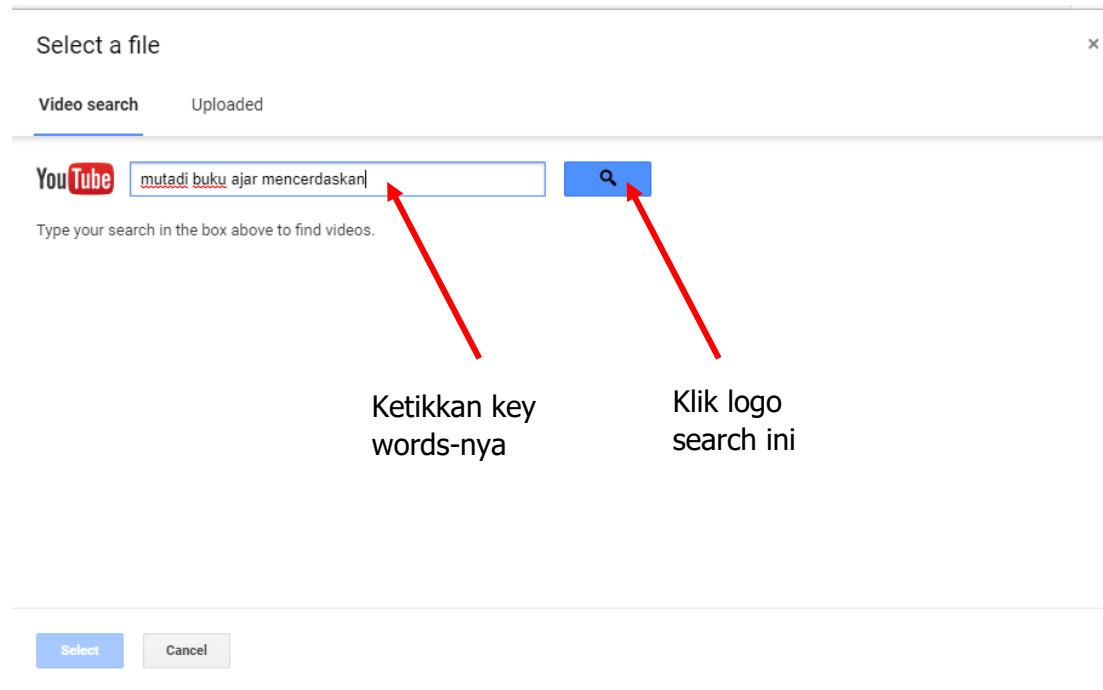 Select a file
×
Video search Uploaded
YouTube mutadi buku ajar mencerdaskan
Type your search in the box above to find videos.
Ketikkan key
words-nya
Klik logo
search ini
Select Cancel